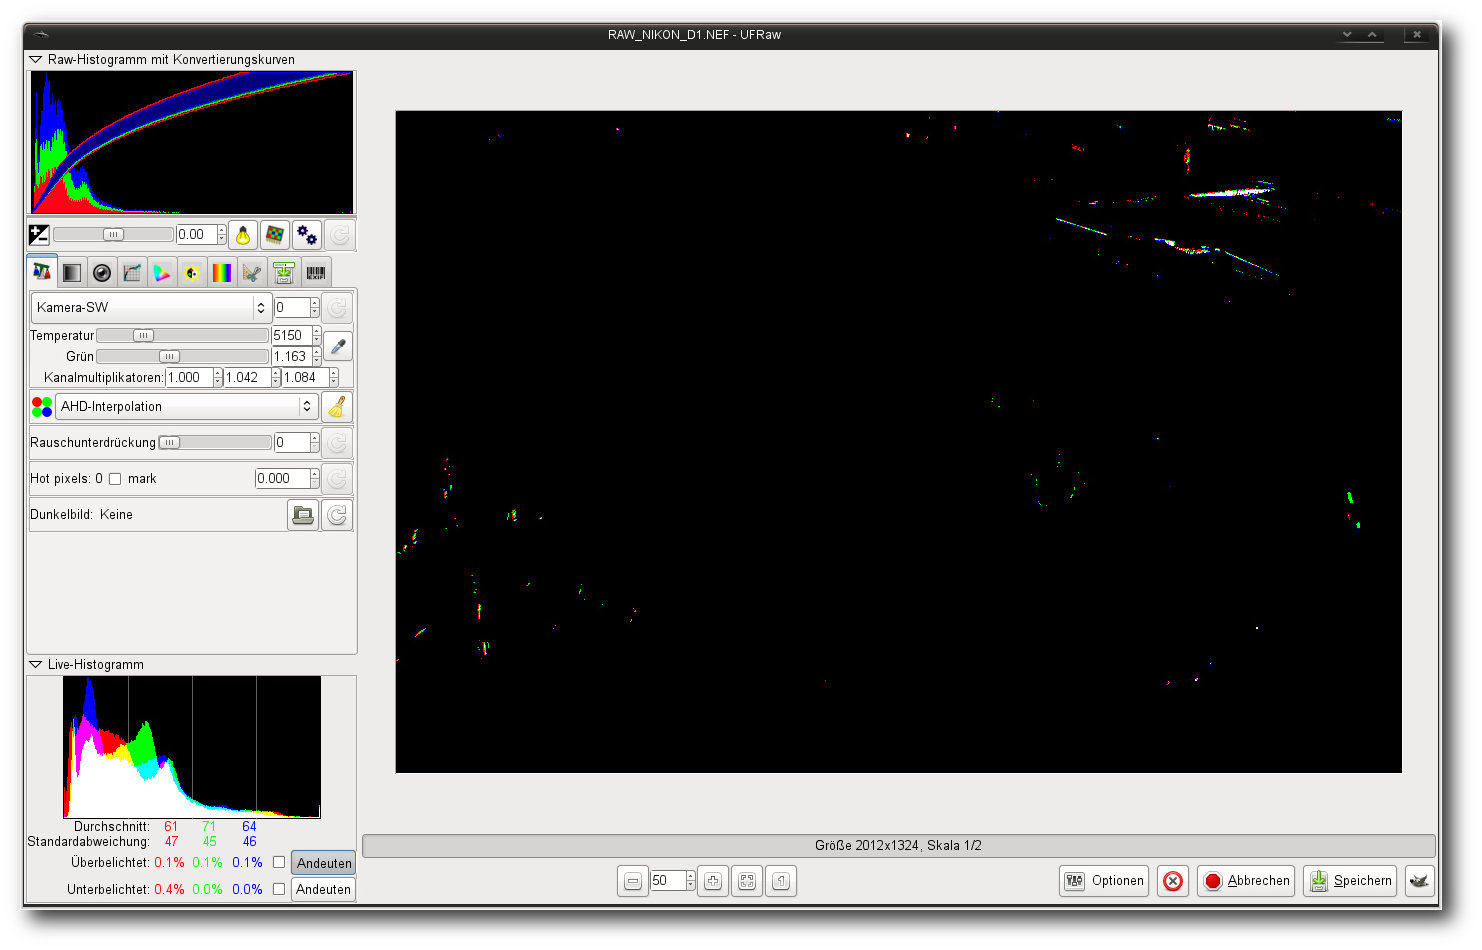 RAW_NIKON_D1.NEF - UFRaw
Raw-Histogramm mit Konvertierungskurven
0.00
EXIF
Kamera-SW 0
Temperatur 5150
Grün 1.163
Kanalmultiplikatoren: 1.000 1.042 1.084
AHD-Interpolation
Rauschunterdrückung 0
Hot pixels: 0 mark 0.000
Dunkelbild: Keine
Live-Histogramm
Durchschnitt: 61 71 64
Standardabweichung: 47 45 46
Überbelichtet: 0.1% 0.1% 0.1% Andeuten
Unterbelichtet: 0.4% 0.0% 0.0% Andeuten
Größe 2012x1324, Skala 1/2
50 1 Optionen Abbrechen Speichern